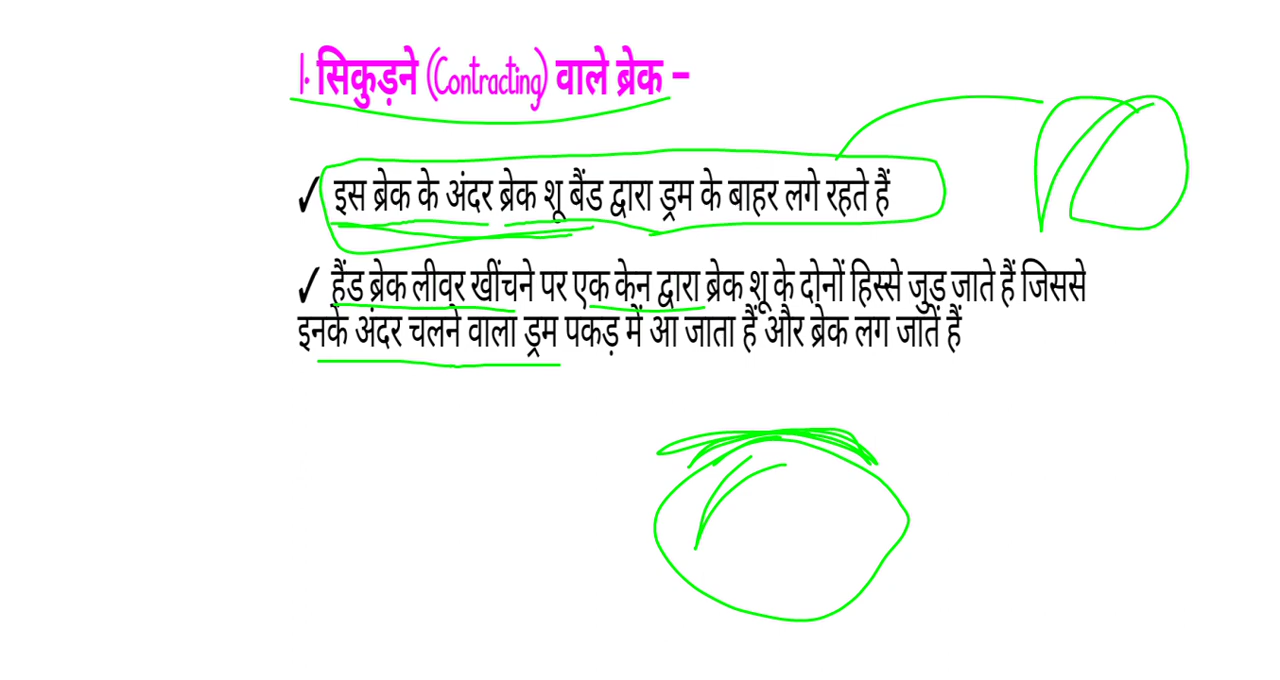 1. सिकुड़ने (Contracting) वाले ब्रेक -
✓ इस ब्रेक के अंदर ब्रेक शू बैंड द्वारा ड्रम के बाहर लगे रहते हैं
✓ हैंड ब्रेक लीवर खींचने पर एक केन द्वारा ब्रेक शू के दोनों हिस्से जुड जाते हैं जिससे
इनके अंदर चलने वाला ड्रम पकड़ में आ जाता हैं और ब्रेक लग जातें हैं